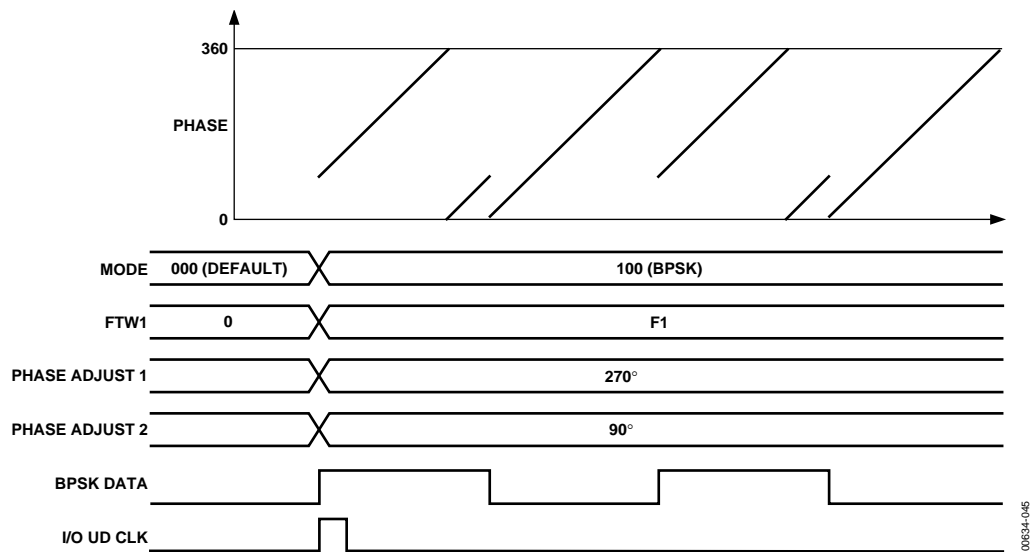 360
PHASE
0
MODE 000 (DEFAULT) 100 (BPSK)
FTW1 0 F1
PHASE ADJUST 1 270°
PHASE ADJUST 2 90°
BPSK DATA
I/O UD CLK
00634-045